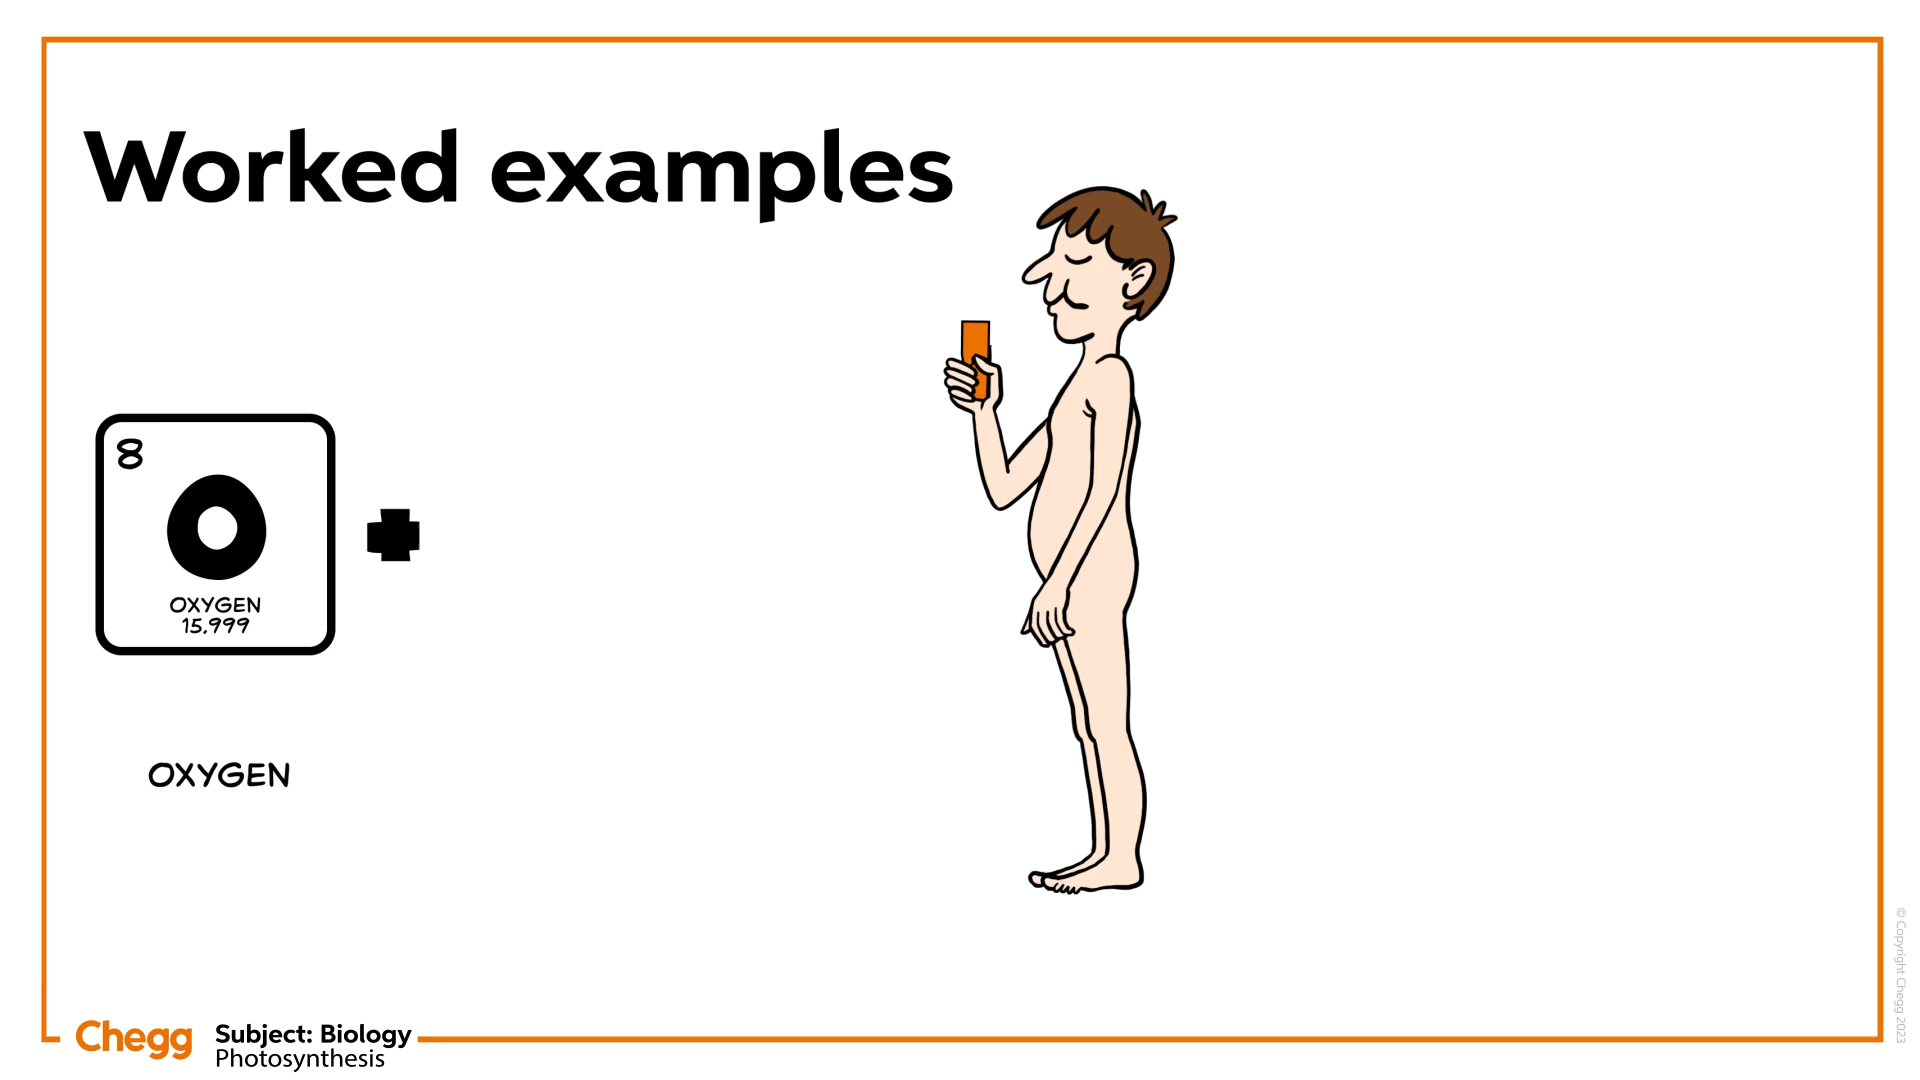 Worked examples
8
O
OXYGEN
15.999
OXYGEN
Chegg
Subject: Biology
Photosynthesis
© Copyright Chegg 2023